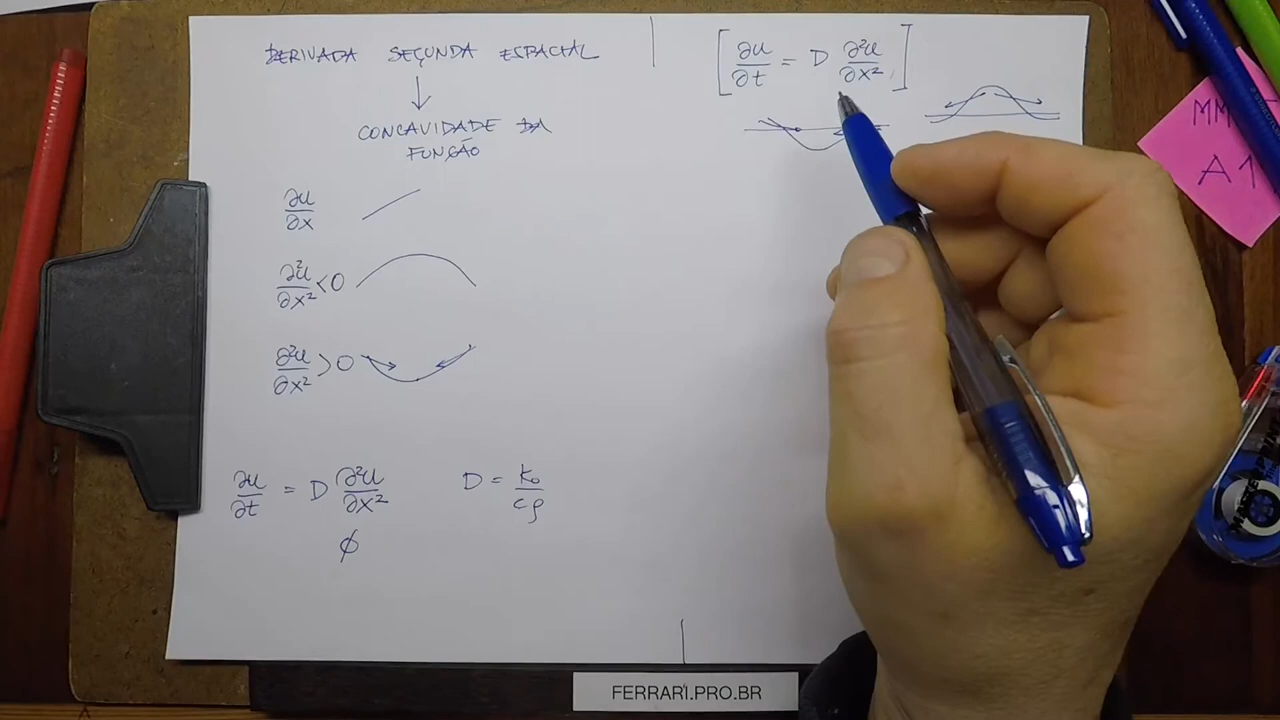 DERIVADA SEGUNDA ESPACIAL
CONCAVIDADE DA
FUNÇÃO
∂u/∂x
∂²u/∂x² < 0
∂²u/∂x² > 0
∂u/∂t = D ∂²u/∂x²
D = K₀/cρ
ϕ
[∂u/∂t = D ∂²u/∂x²]
A1
FERRARI.PRO.BR